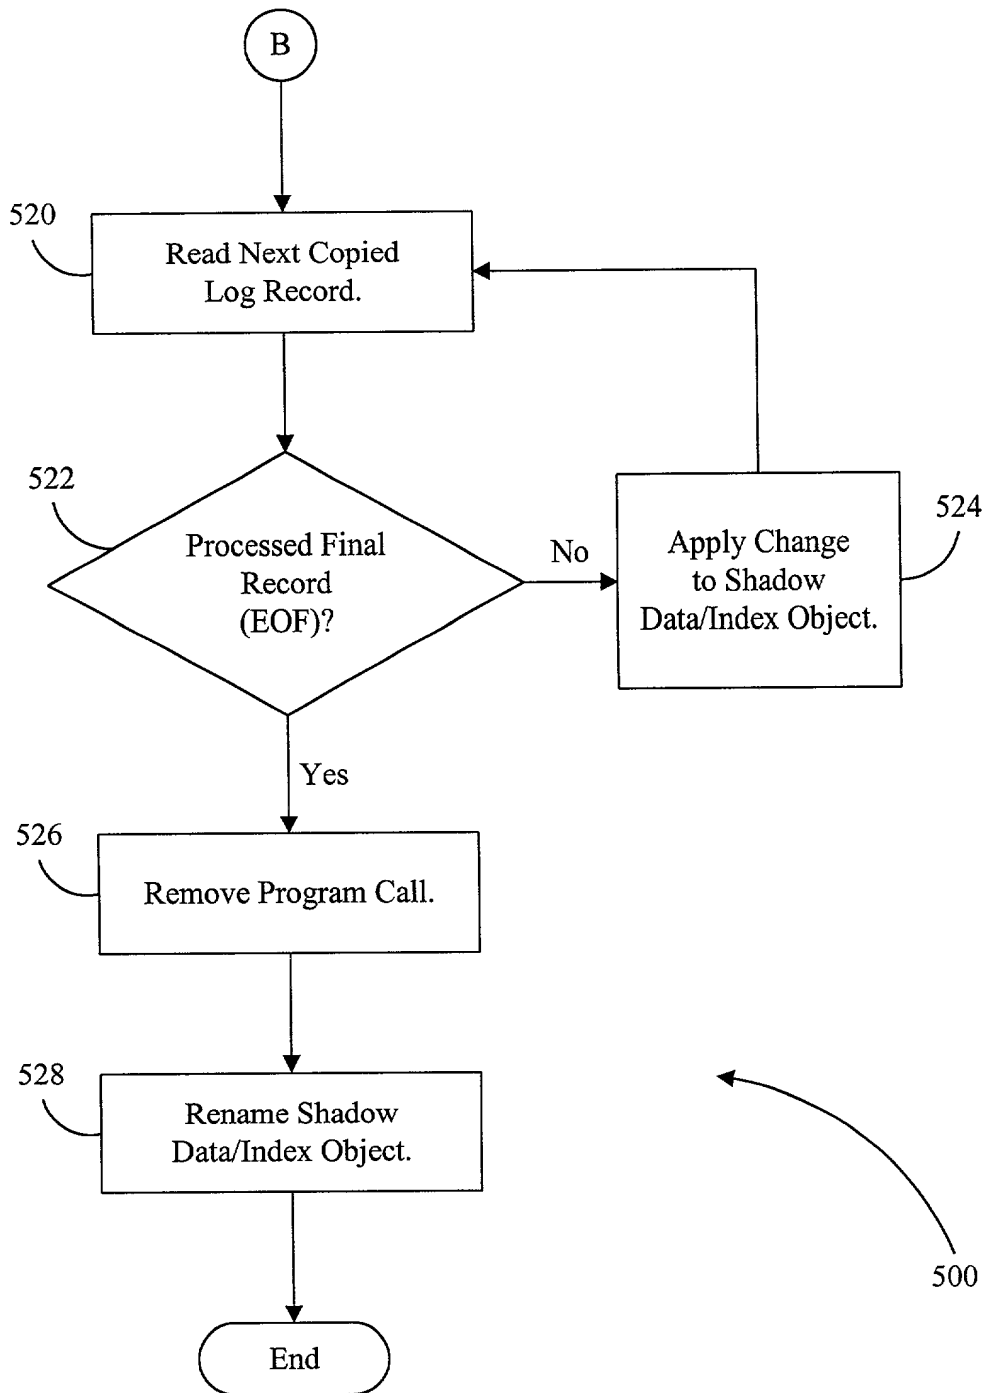 B
520
Read Next Copied
Log Record.
522
Processed Final
Record
(EOF)?
No
524
Apply Change
to Shadow
Data/Index Object.
Yes
526
Remove Program Call.
528
Rename Shadow
Data/Index Object.
500
End